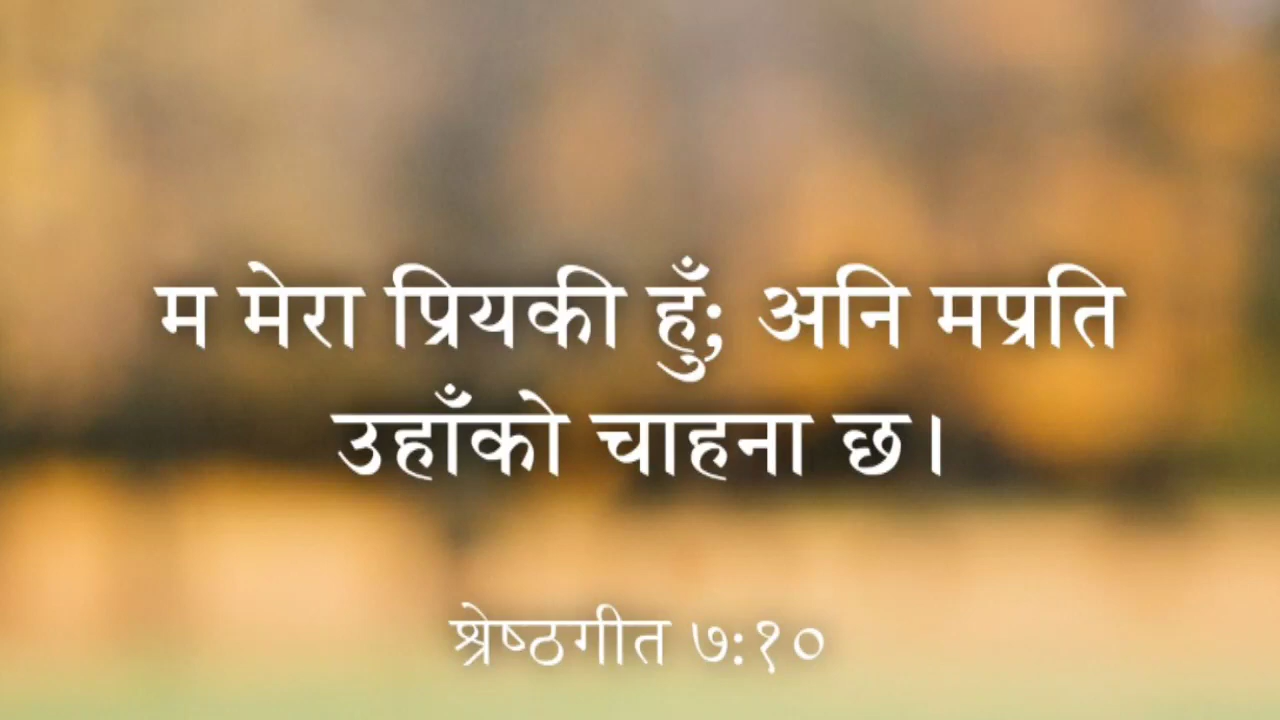 म मेरा प्रियकी हुँ; अनि मप्रति
उहाँको चाहना छ।
श्रेष्ठगीत ७:१०